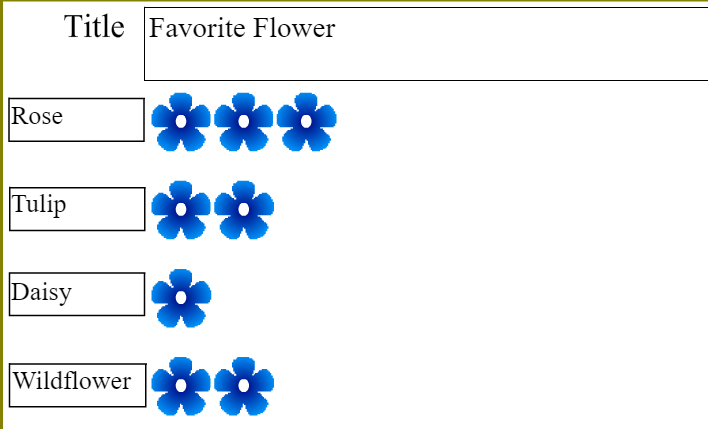 Title Favorite Flower
Rose
Tulip
Daisy
Wildflower